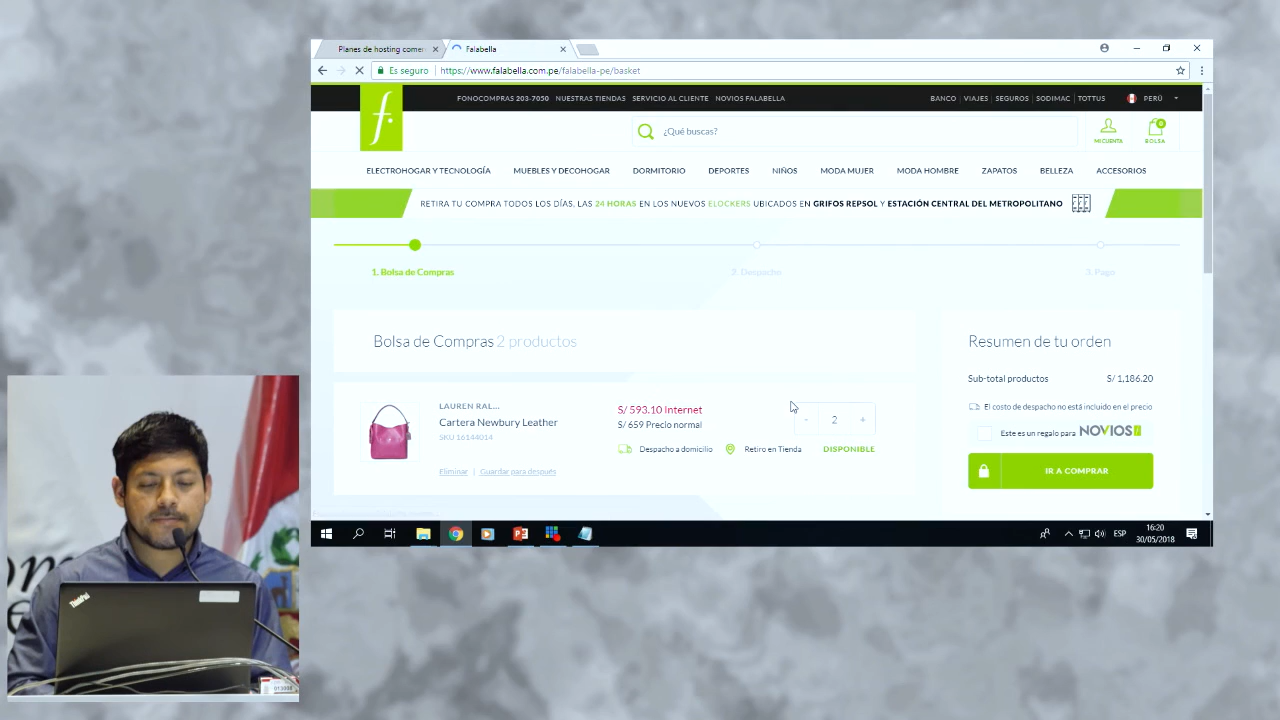 Planes de hosting comer
Falabella
Es seguro
https://www.falabella.com.pe/falabella-pe/basket
FONOCOMPRAS 203-7050 NUESTRAS TIENDAS SERVICIO AL CLIENTE NOVIOS FALABELLA
BANCO | VIAJES | SEGUROS | SODIMAC | TOTTUS
PERÚ
f.
¿Qué buscas?
MI CUENTA
0
BOLSA
ELECTROHOGAR Y TECNOLOGÍA MUEBLES Y DECOHOGAR DORMITORIO DEPORTES NIÑOS MODA MUJER MODA HOMBRE ZAPATOS BELLEZA ACCESORIOS
RETIRA TU COMPRA TODOS LOS DÍAS, LAS 24 HORAS EN LOS NUEVOS ELOCKERS UBICADOS EN GRIFOS REPSOL Y ESTACIÓN CENTRAL DEL METROPOLITANO
1. Bolsa de Compras
2. Despacho
3. Pago
Bolsa de Compras 2 productos
LAUREN RAL...
Cartera Newbury Leather
SKU 16144014
Eliminar | Guardar para después
S/ 593.10 Internet
S/ 659 Precio normal
Despacho a domicilio
Retiro en Tienda
- 2 +
DISPONIBLE
Resumen de tu orden
Sub-total productos S/ 1,186.20
El costo de despacho no está incluido en el precio
Este es un regalo para NOVIOS f
IR A COMPRAR
ESP
16:20
30/05/2018
ThinkPad